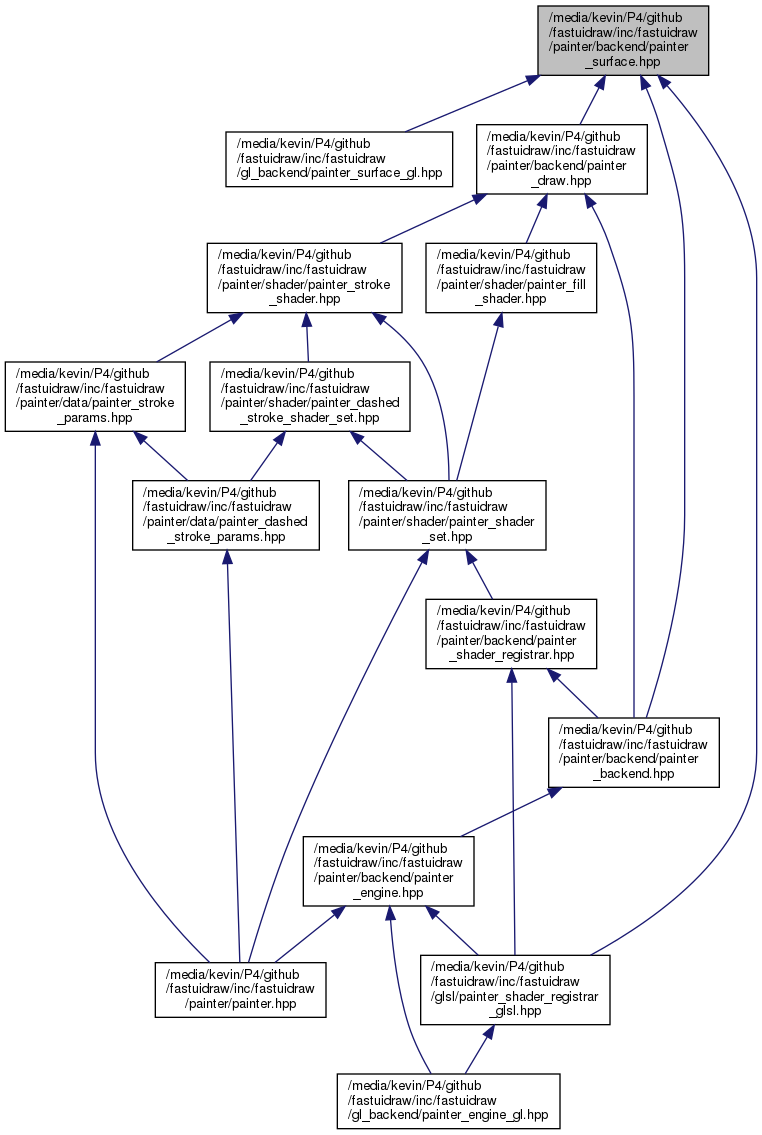 /media/kevin/P4/github
/fastuidraw/inc/fastuidraw
/painter/backend/painter
_surface.hpp
/media/kevin/P4/github
/fastuidraw/inc/fastuidraw
/gl_backend/painter_surface_gl.hpp
/media/kevin/P4/github
/fastuidraw/inc/fastuidraw
/painter/backend/painter
_draw.hpp
/media/kevin/P4/github
/fastuidraw/inc/fastuidraw
/painter/shader/painter_stroke
_shader.hpp
/media/kevin/P4/github
/fastuidraw/inc/fastuidraw
/painter/shader/painter_fill
_shader.hpp
/media/kevin/P4/github
/fastuidraw/inc/fastuidraw
/painter/data/painter_stroke
_params.hpp
/media/kevin/P4/github
/fastuidraw/inc/fastuidraw
/painter/shader/painter_dashed
_stroke_shader_set.hpp
/media/kevin/P4/github
/fastuidraw/inc/fastuidraw
/painter/data/painter_dashed
_stroke_params.hpp
/media/kevin/P4/github
/fastuidraw/inc/fastuidraw
/painter/shader/painter_shader
_set.hpp
/media/kevin/P4/github
/fastuidraw/inc/fastuidraw
/painter/backend/painter
_shader_registrar.hpp
/media/kevin/P4/github
/fastuidraw/inc/fastuidraw
/painter/backend/painter
_backend.hpp
/media/kevin/P4/github
/fastuidraw/inc/fastuidraw
/painter/backend/painter
_engine.hpp
/media/kevin/P4/github
/fastuidraw/inc/fastuidraw
/painter/painter.hpp
/media/kevin/P4/github
/fastuidraw/inc/fastuidraw
/glsl/painter_shader_registrar
_glsl.hpp
/media/kevin/P4/github
/fastuidraw/inc/fastuidraw
/gl_backend/painter_engine_gl.hpp